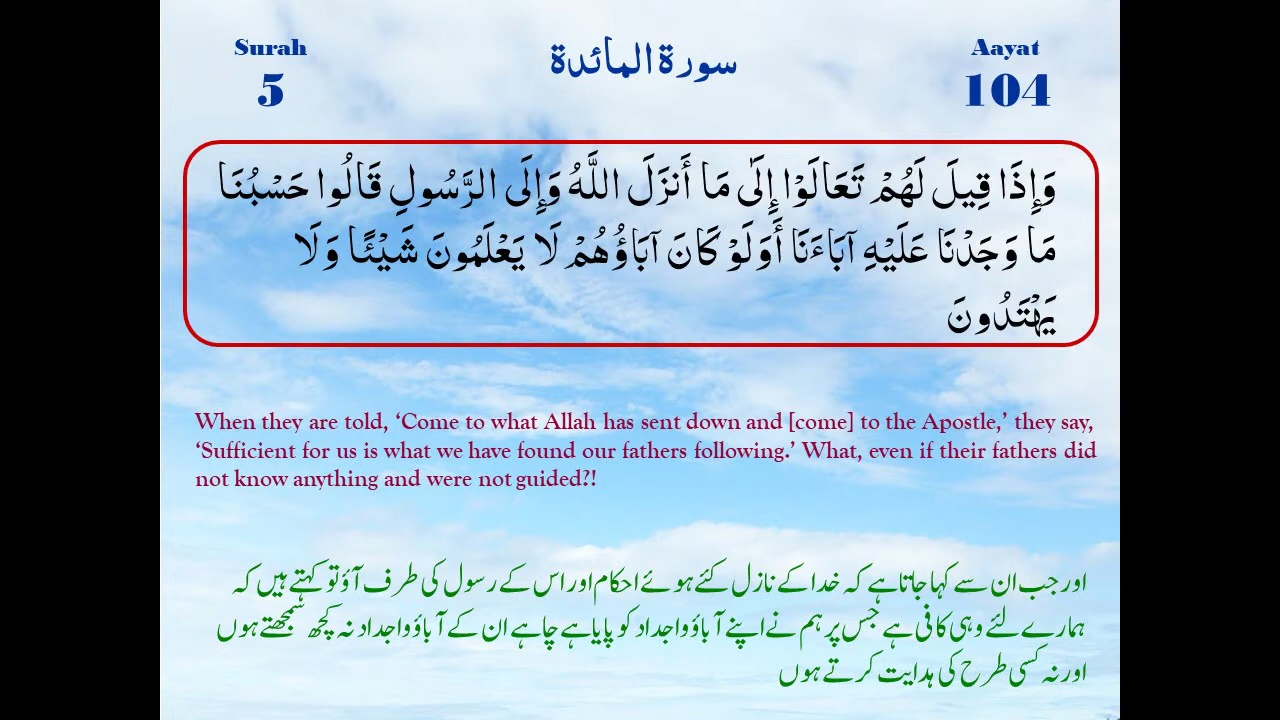 Surah
سورة المائدة
Aayat
5
104
وَإِذَا قِيلَ لَهُمْ تَعَالَوْا إِلَىٰ مَا أَنزَلَ اللَّهُ وَإِلَى الرَّسُولِ قَالُوا حَسْبُنَا
مَا وَجَدْنَا عَلَيْهِ آبَاءَنَا أَوَلَوْ كَانَ آبَاؤُهُمْ لَا يَعْلَمُونَ شَيْئًا وَلَا
يَهْتَدُونَ
When they are told, ‘Come to what Allah has sent down and [come] to the Apostle,’ they say,
‘Sufficient for us is what we have found our fathers following.’ What, even if their fathers did
not know anything and were not guided?!
اور جب ان سے کہا جاتا ہے کہ خدا کے نازل کئے ہوئے احکام اور اس کے رسول کی طرف آؤ تو کہتے ہیں کہ
ہمارے لئے وہی کافی ہے جس پر ہم نے اپنے آباؤ واجداد کو پایا ہے چاہے ان کے آباؤ واجداد نہ کچھ سمجھتے ہوں
اور نہ کسی طرح کی ہدایت کرتے ہوں